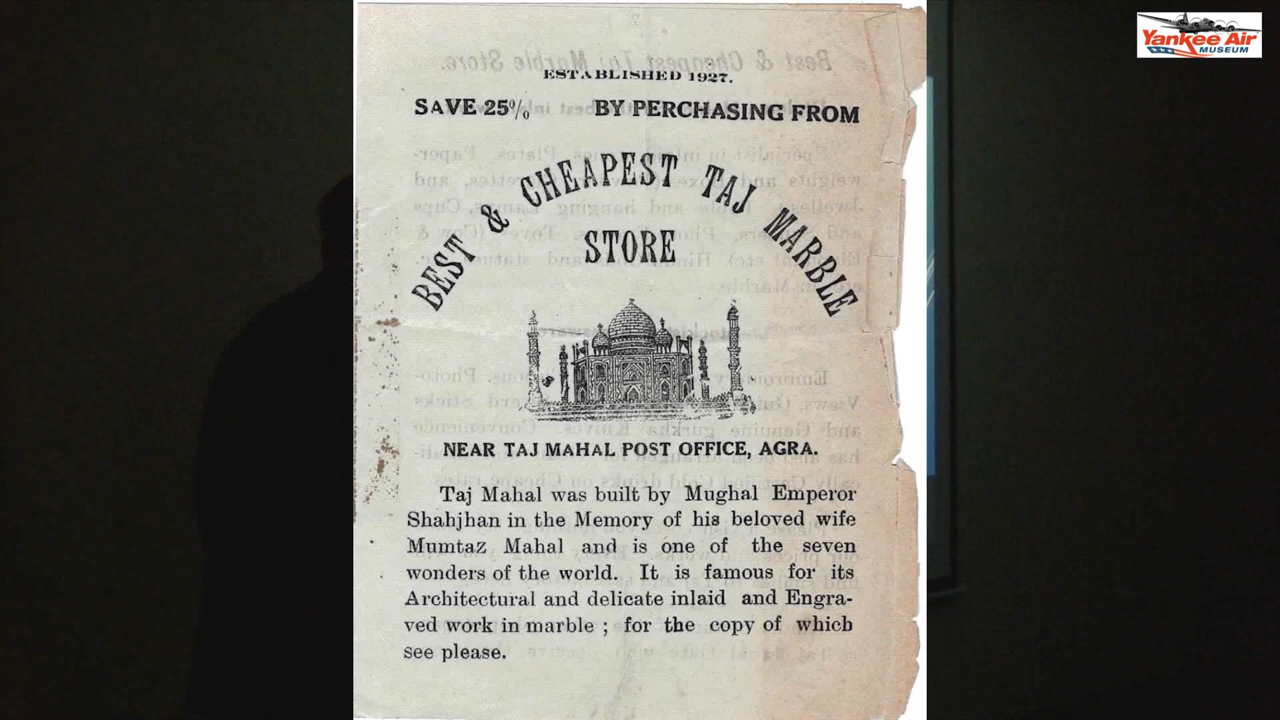 Yankee Air
MUSEUM
ESTABLISHED 1927.
SAVE 25% BY PERCHASING FROM
BEST & CHEAPEST TAJ MARBLE
STORE
NEAR TAJ MAHAL POST OFFICE, AGRA.
Taj Mahal was built by Mughal Emperor
Shahjhan in the Memory of his beloved wife
Mumtaz Mahal and is one of the seven
wonders of the world. It is famous for its
Architectural and delicate inlaid and Engra-
ved work in marble ; for the copy of which
see please.